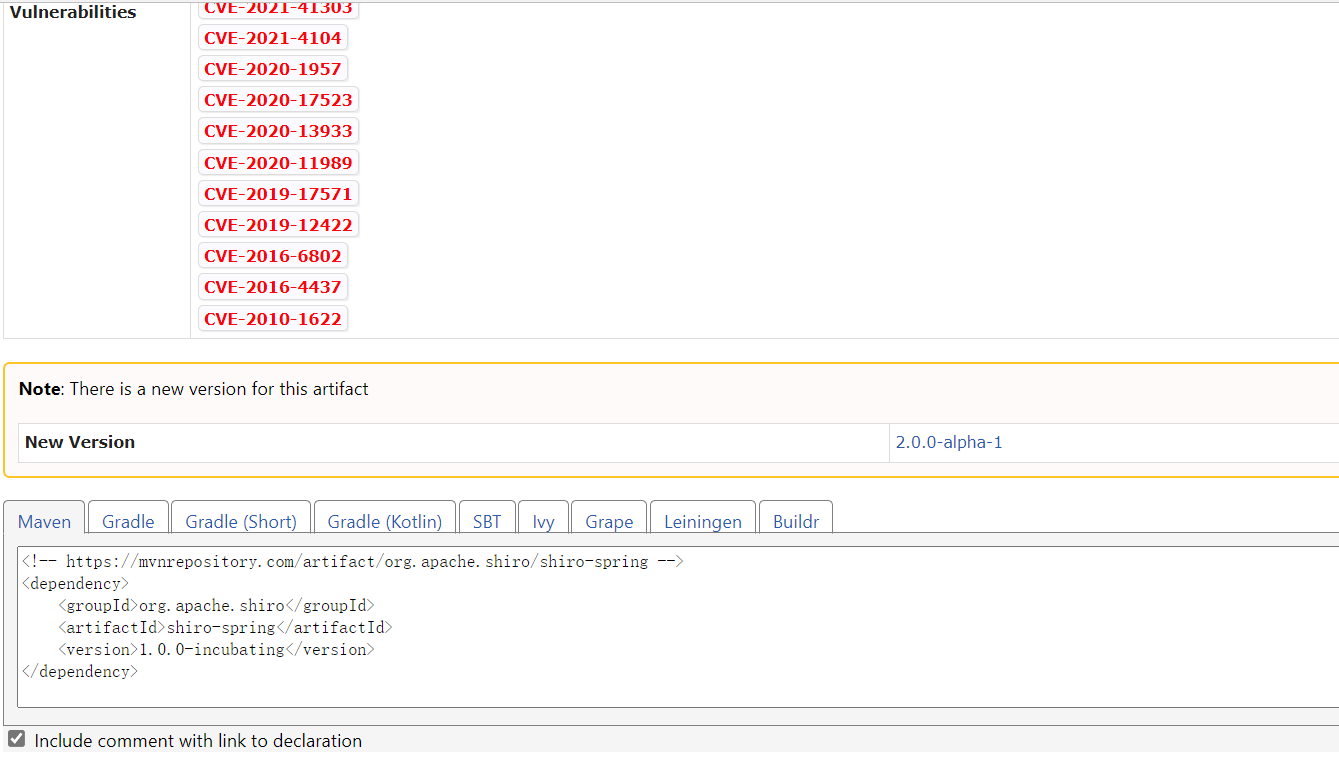 Vulnerabilities
CVE-2021-41303
CVE-2021-4104
CVE-2020-1957
CVE-2020-17523
CVE-2020-13933
CVE-2020-11989
CVE-2019-17571
CVE-2019-12422
CVE-2016-6802
CVE-2016-4437
CVE-2010-1622
Note: There is a new version for this artifact
New Version 2.0.0-alpha-1
Maven Gradle Gradle (Short) Gradle (Kotlin) SBT Ivy Grape Leiningen Buildr
<!-- https://mvnrepository.com/artifact/org.apache.shiro/shiro-spring -->
<dependency>
    <groupId>org.apache.shiro</groupId>
    <artifactId>shiro-spring</artifactId>
    <version>1.0.0-incubating</version>
</dependency>
Include comment with link to declaration